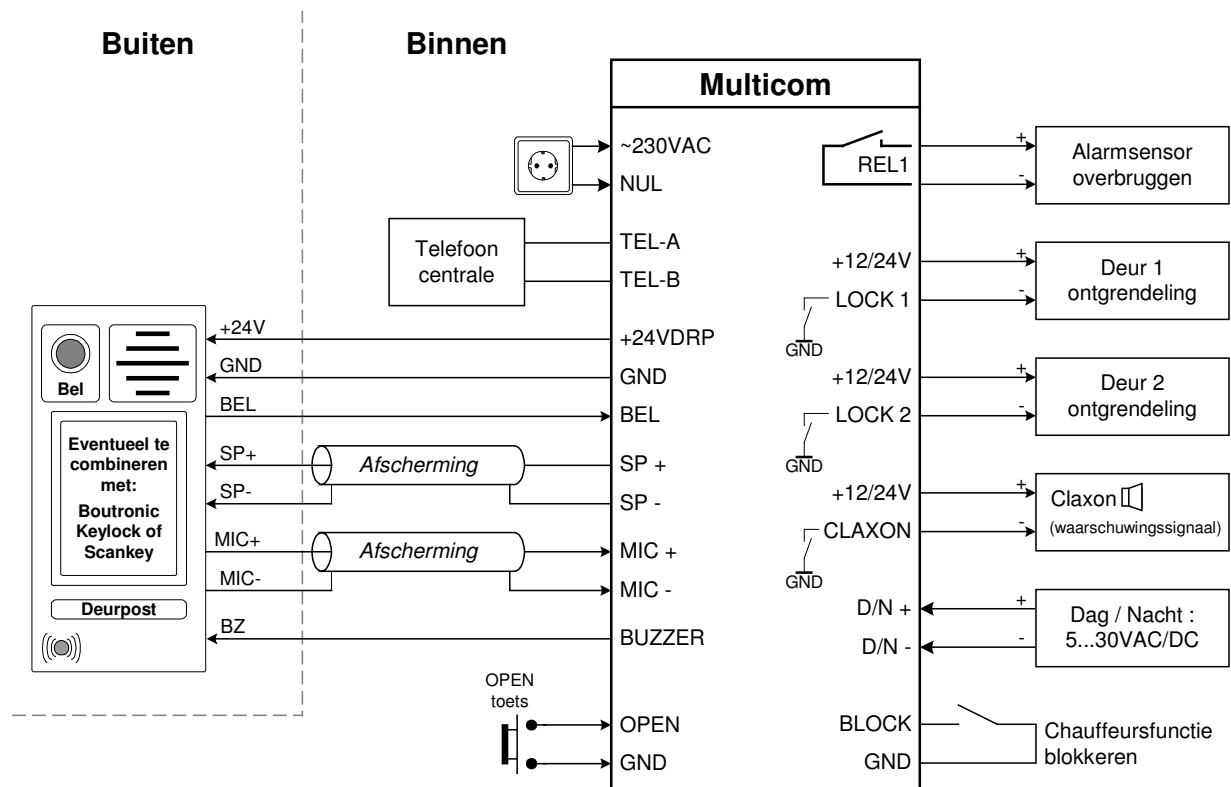 Buiten
Binnen
Multicom
~230VAC
NUL
Telefoon
centrale
TEL-A
TEL-B
+24V
+24VDRP
GND
GND
BEL
BEL
SP+
Afscherming
SP +
SP-
SP -
MIC+
Afscherming
MIC +
MIC-
MIC -
BZ
BUZZER
Bel
Eventueel te
combineren
met:
Boutronic
Keylock of
Scankey
Deurpost
OPEN
toets
OPEN
GND
REL1
+
-
Alarmsensor
overbruggen
+12/24V
LOCK 1
GND
+
-
Deur 1
ontgrendeling
+12/24V
LOCK 2
GND
+
-
Deur 2
ontgrendeling
+12/24V
CLAXON
GND
+
-
Claxon
(waarschuwingssignaal)
D/N +
D/N -
+
-
Dag / Nacht :
5...30VAC/DC
BLOCK
GND
Chauffeursfunctie
blokkeren